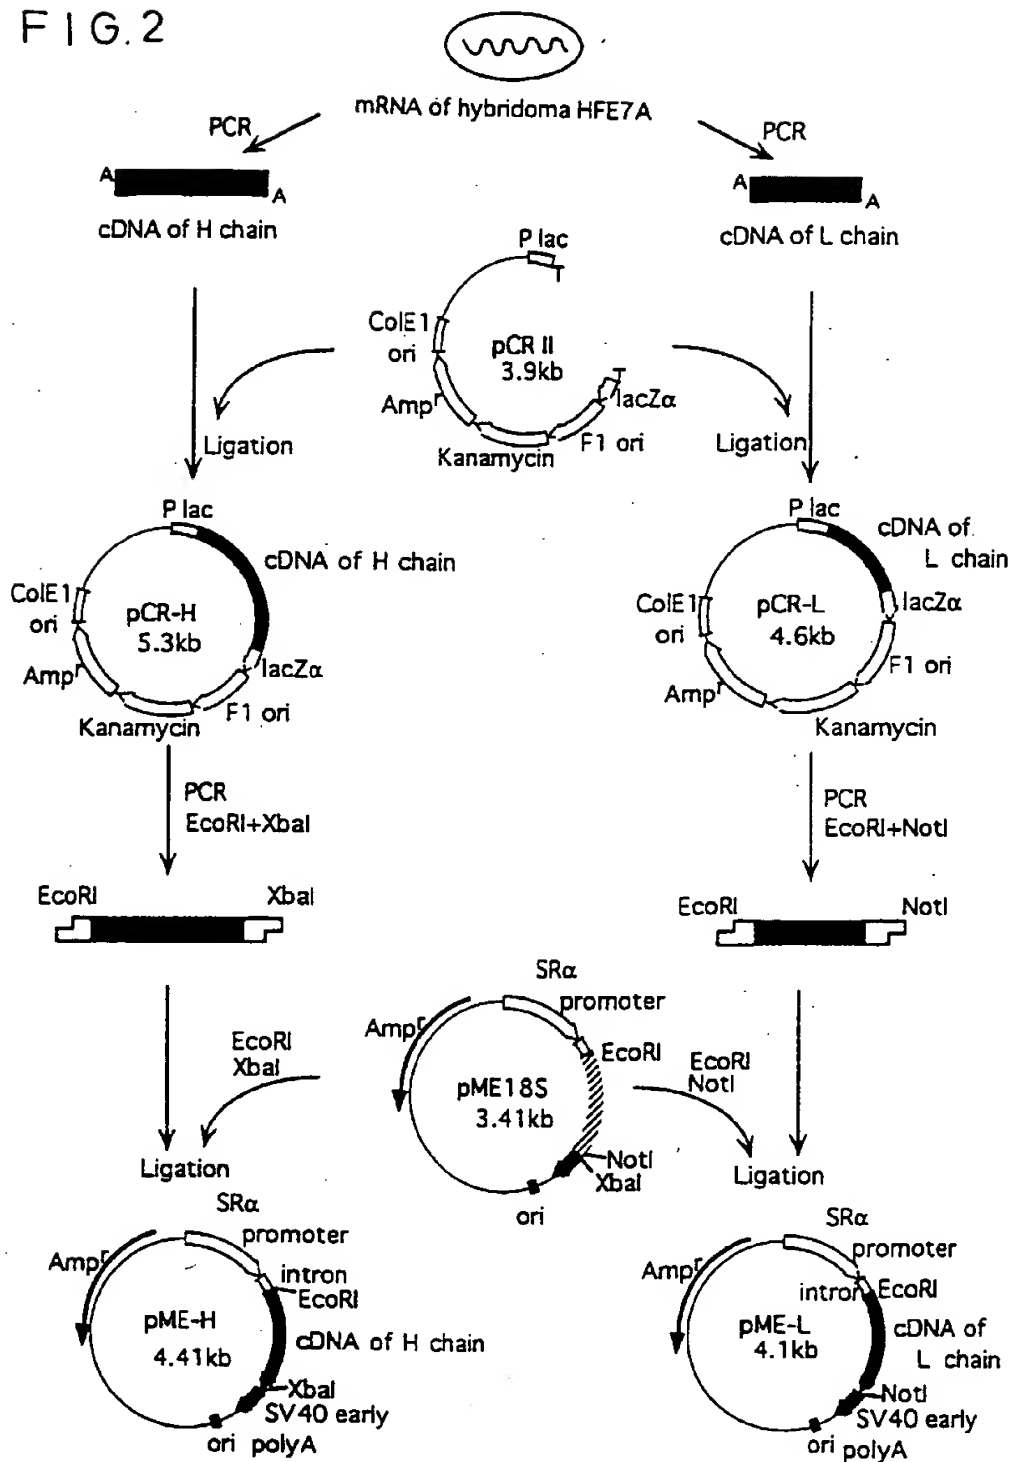 FIG.2
mRNA of hybridoma HFE7A
PCR
PCR
A
A
cDNA of H chain
A
A
cDNA of L chain
P lac
T
ColE1
ori
pCR II
3.9kb
T
lacZα
Amp^r
F1 ori
Kanamycin
Ligation
Ligation
P lac
cDNA of H chain
ColE1
ori
pCR-H
5.3kb
lacZα
Amp^r
F1 ori
Kanamycin
P lac
cDNA of
L chain
ColE1
ori
pCR-L
4.6kb
lacZα
F1 ori
Amp^r
Kanamycin
PCR
EcoRI+XbaI
PCR
EcoRI+NotI
EcoRI
XbaI
EcoRI
NotI
SRα
promoter
Amp^r
EcoRI
pME18S
3.41kb
NotI
XbaI
ori
EcoRI
XbaI
EcoRI
NotI
Ligation
Ligation
SRα
promoter
Amp^r
intron
EcoRI
pME-H
4.41kb
cDNA of H chain
XbaI
SV40 early
ori polyA
SRα
promoter
Amp^r
intron
EcoRI
pME-L
4.1kb
cDNA of
L chain
NotI
SV40 early
ori polyA